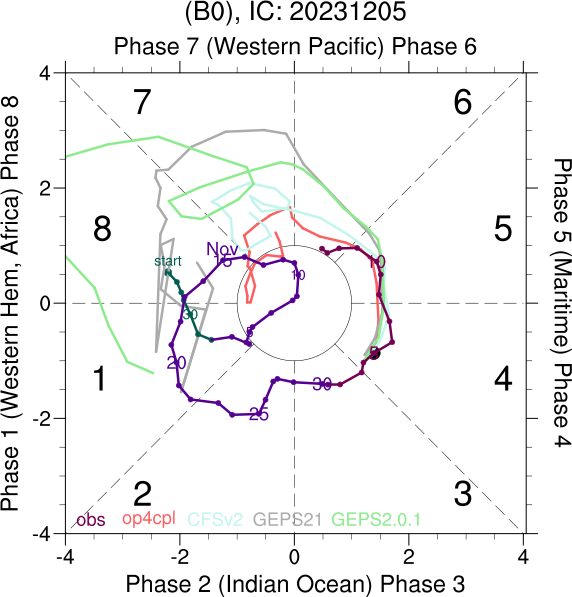 (B0), IC: 20231205
Phase 7 (Western Pacific) Phase 6
4
7
6
Phase 1 (Western Hem, Africa) Phase 8
Phase 5 (Maritime) Phase 4
2
8
5
Nov
15
start
10
0
30
5
5
20
1
4
30
25
-2
2
3
obs op4cpl CFSv2 GEPS21 GEPS2.0.1
-4
-4 -2 0 2 4
Phase 2 (Indian Ocean) Phase 3